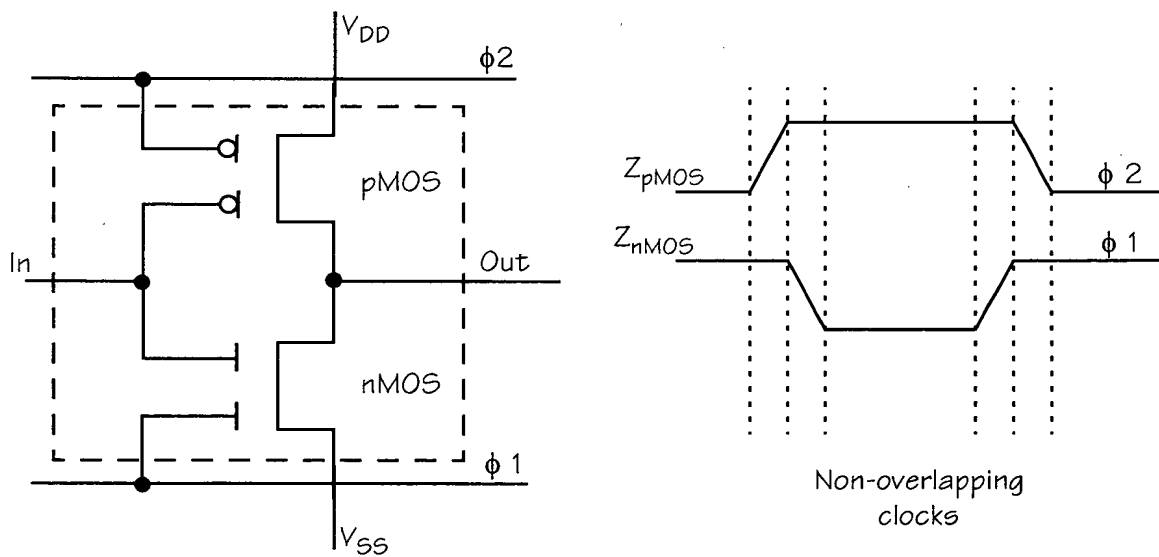 V_DD
ϕ2
pMOS
In
Out
nMOS
ϕ1
V_SS
Z_pMOS
ϕ 2
Z_nMOS
ϕ 1
Non-overlapping
clocks